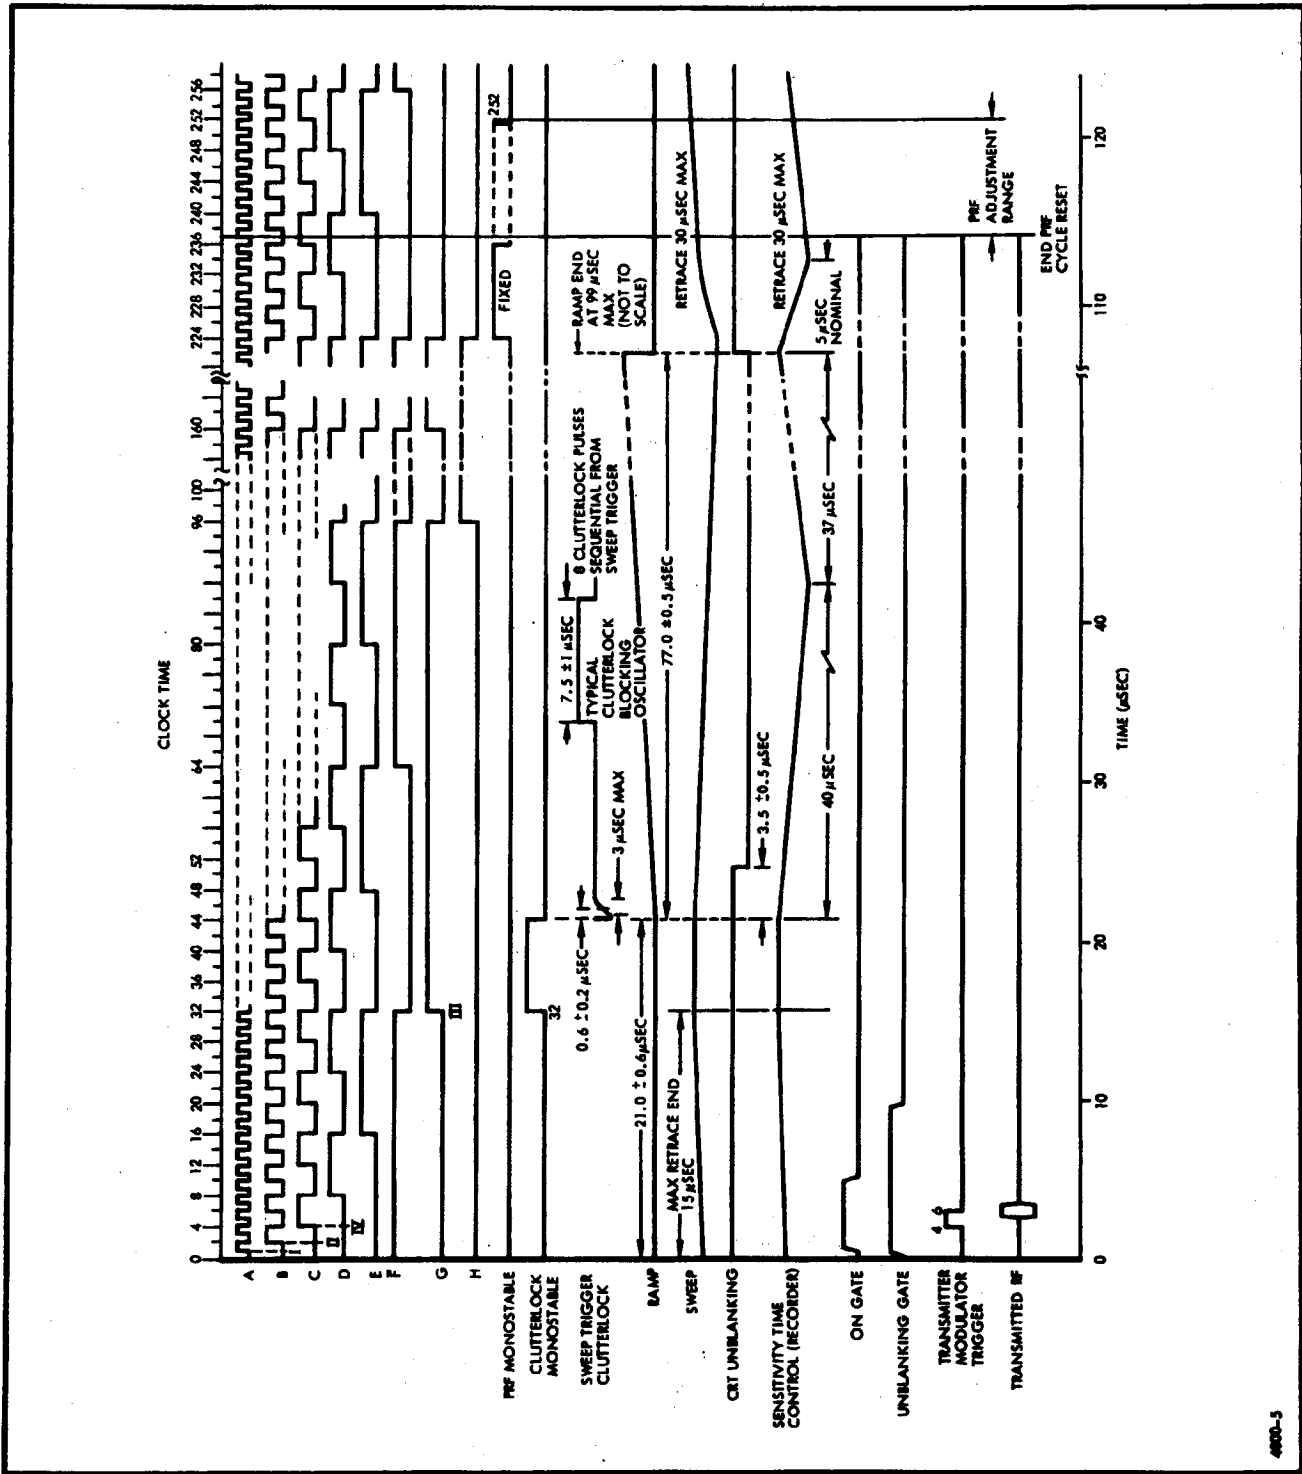 CLOCK TIME
0 4 8 12 16 20 24 28 32 36 40 44 48 52 64 80 96 100 160 224 228 232 236 240 244 248 252 256
A
I
B
II
C
IV
D
E
F
G
III
H
PRF MONOSTABLE
FIXED
252
CLUTTERLOCK
MONOSTABLE
32
SWEEP TRIGGER
CLUTTERLOCK
0.6 ±0.2 μSEC
3 μSEC MAX
7.5 ±1 μSEC
TYPICAL
CLUTTERLOCK
BLOCKING
OSCILLATOR
8 CLUTTERLOCK PULSES
SEQUENTIAL FROM
SWEEP TRIGGER
RAMP END
AT 99 μSEC
MAX
(NOT TO
SCALE)
RAMP
21.0 ±0.6μSEC
77.0 ±0.5μSEC
SWEEP
MAX RETRACE END
15 μSEC
RETRACE 30 μSEC MAX
CRT UNBLANKING
3.5 ±0.5 μSEC
SENSITIVITY TIME
CONTROL (RECORDER)
40 μSEC
37 μSEC
5 μSEC
NOMINAL
RETRACE 30 μSEC MAX
ON GATE
UNBLANKING GATE
TRANSMITTER
MODULATOR
TRIGGER
4 6
PRF
ADJUSTMENT
RANGE
TRANSMITTED RF
END PRF
CYCLE RESET
0 10 20 30 40 110 120
TIME (μSEC)
4800-5